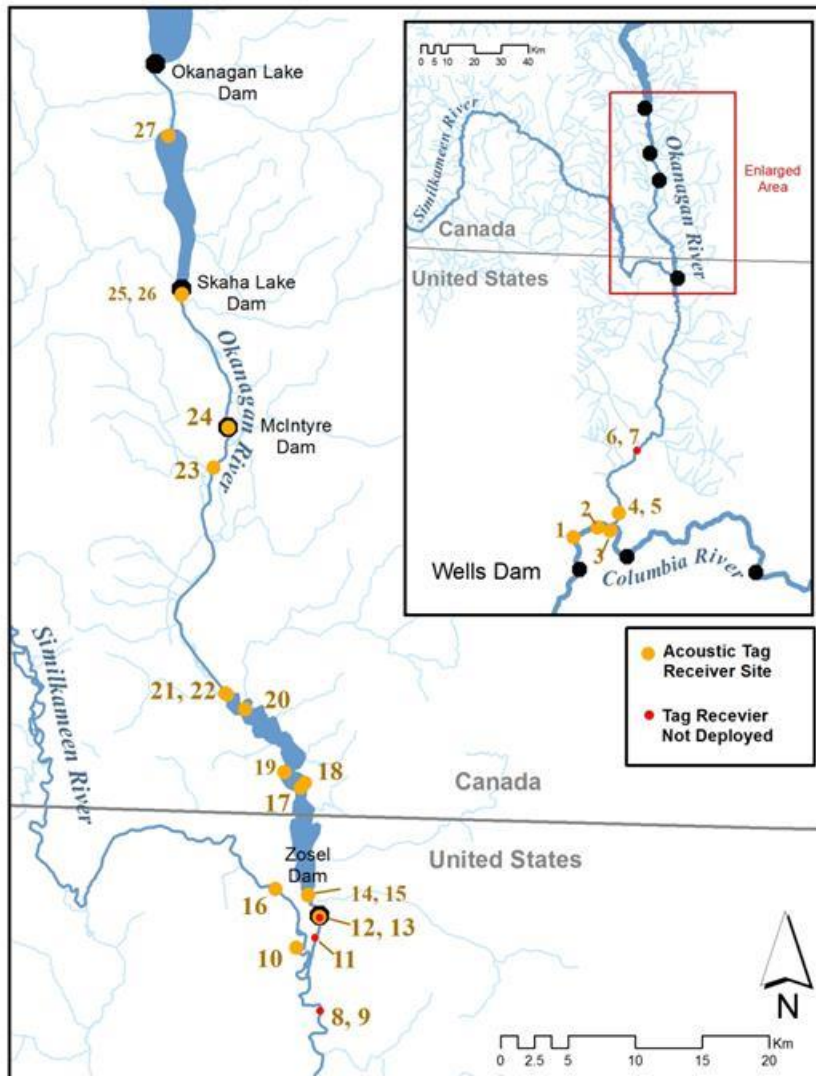 Okanagan Lake
Dam
27
Skaha Lake
Dam
25, 26
Okanagan River
24
McIntyre
Dam
23
21, 22
20
19
18
17
Similkameen River
Canada
United States
Zosel
Dam
16
14, 15
12, 13
11
10
8, 9
Km
0 5 10 20 30 40
Similkameen River
Okanagan River
Enlarged
Area
Canada
United States
6, 7
4, 5
2
1
3
Wells Dam
Columbia River
Acoustic Tag
Receiver Site
Tag Recevier
Not Deployed
N
Km
0 2.5 5 10 15 20